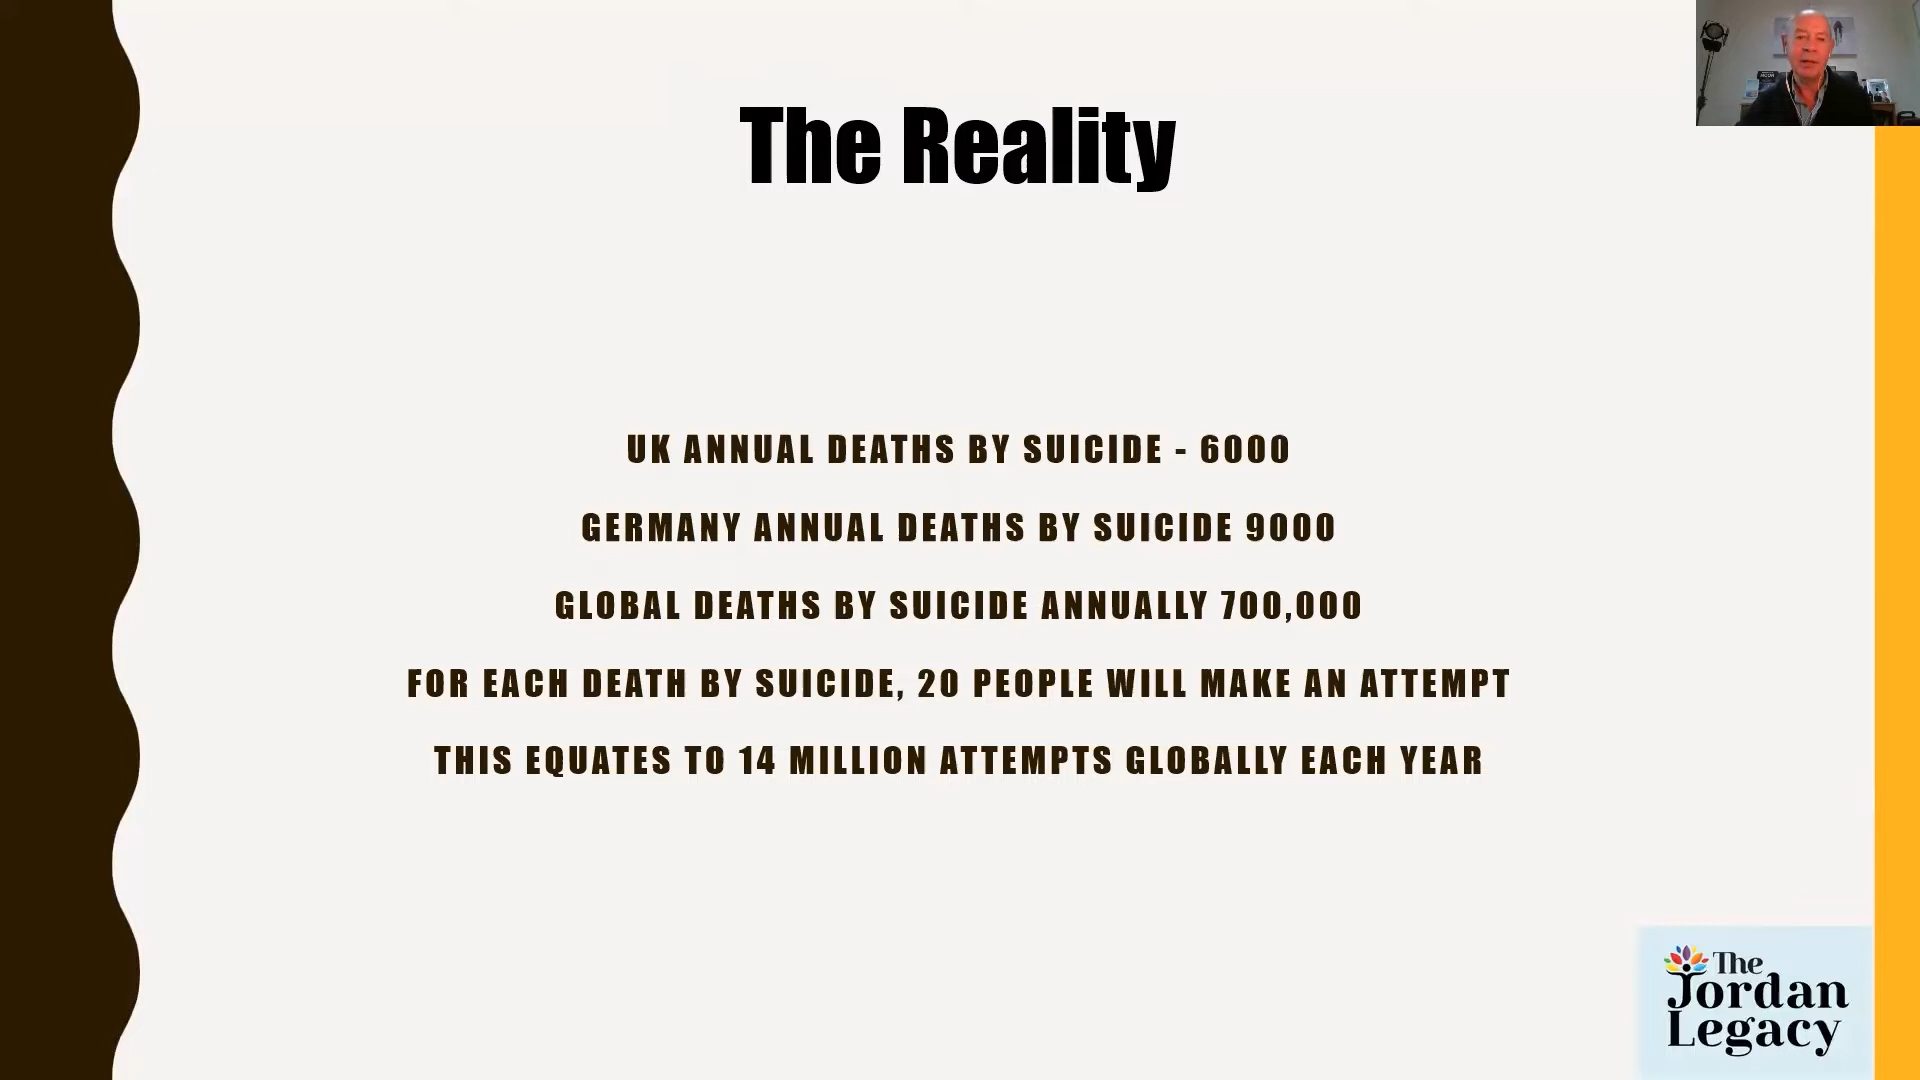 The Reality
UK ANNUAL DEATHS BY SUICIDE - 6000
GERMANY ANNUAL DEATHS BY SUICIDE 9000
GLOBAL DEATHS BY SUICIDE ANNUALLY 700,000
FOR EACH DEATH BY SUICIDE, 20 PEOPLE WILL MAKE AN ATTEMPT
THIS EQUATES TO 14 MILLION ATTEMPTS GLOBALLY EACH YEAR
The
Jordan
Legacy